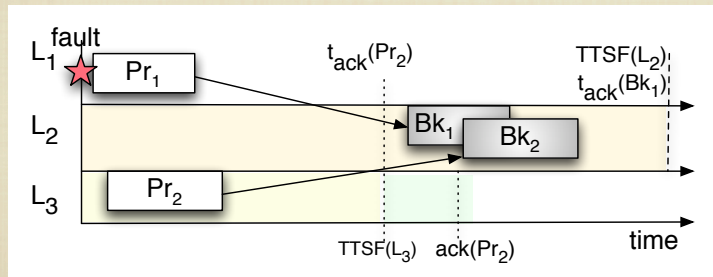 fault
L1
Pr1
tack(Pr2)
TTSF(L2)
tack(Bk1)
L2
Bk1
Bk2
L3
Pr2
TTSF(L3)
ack(Pr2)
time